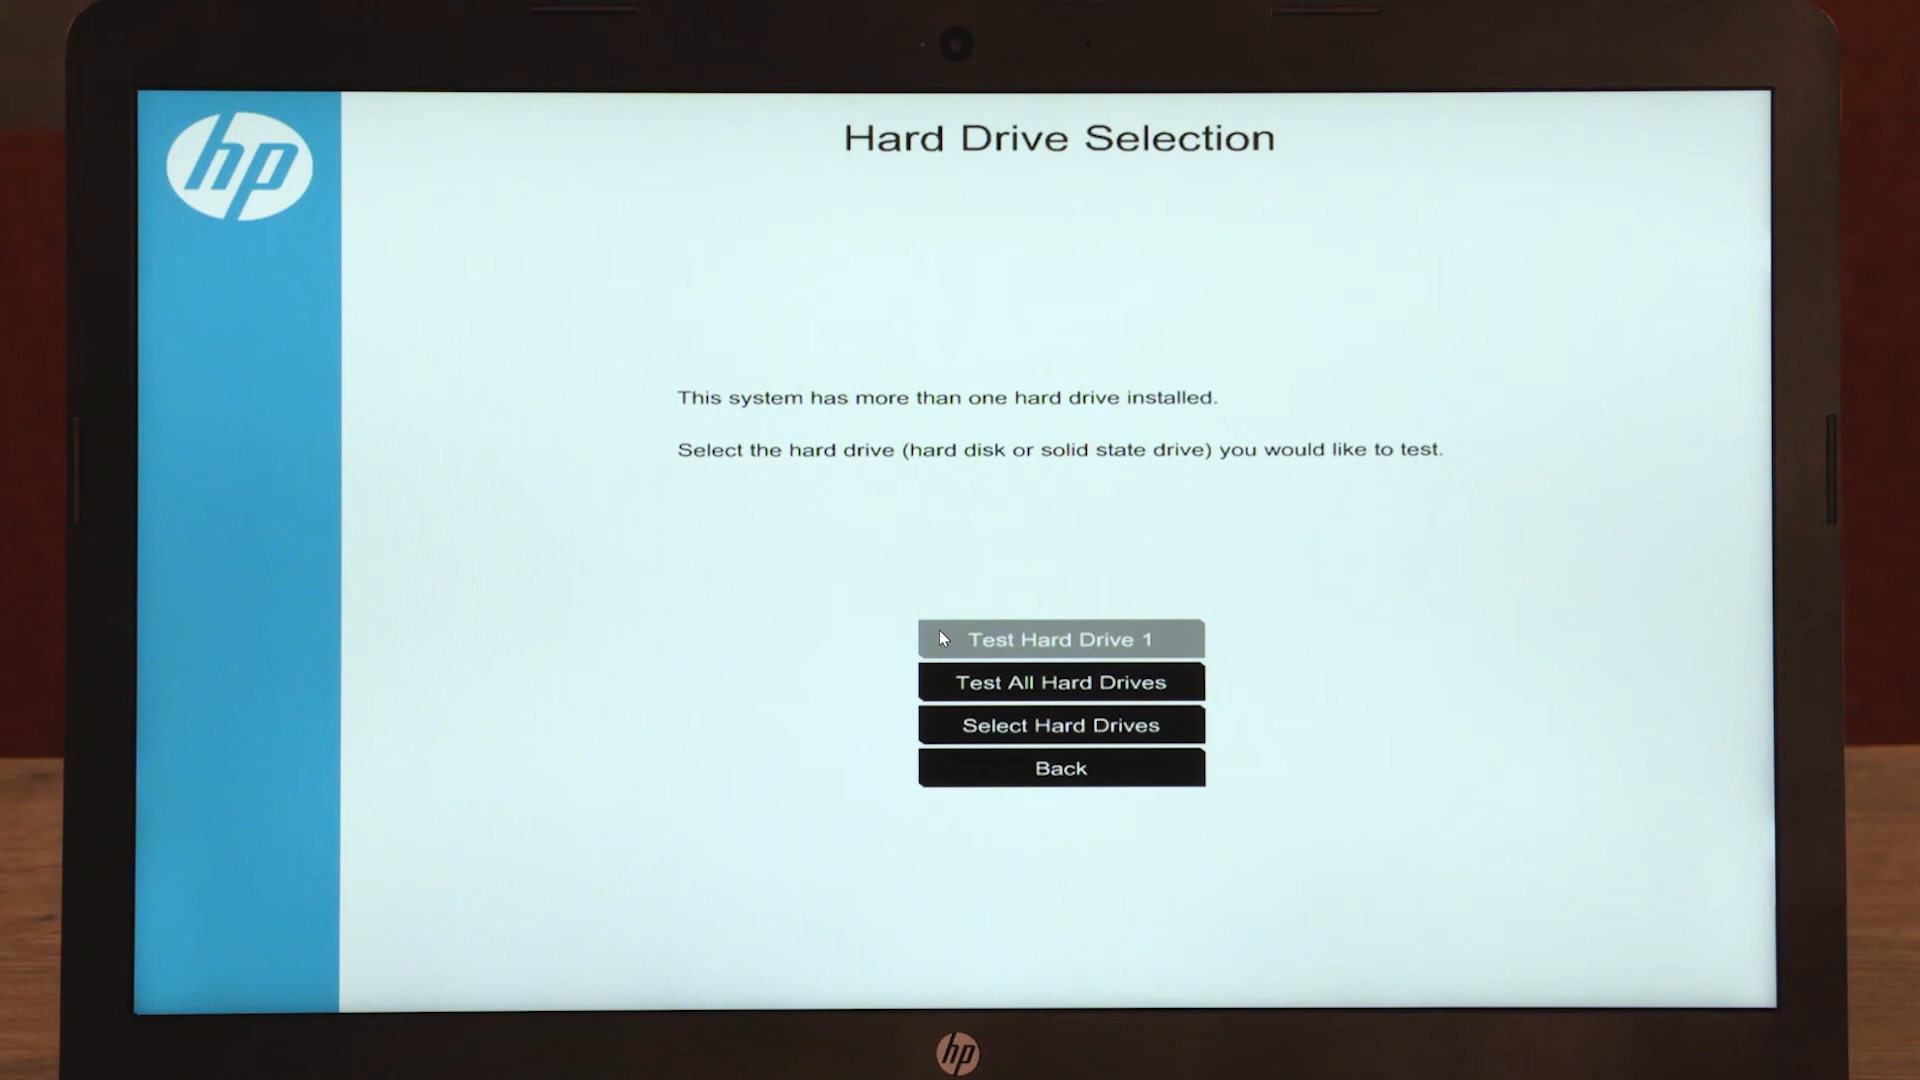 hp
Hard Drive Selection
This system has more than one hard drive installed.
Select the hard drive (hard disk or solid state drive) you would like to test.
Test Hard Drive 1
Test All Hard Drives
Select Hard Drives
Back
hp